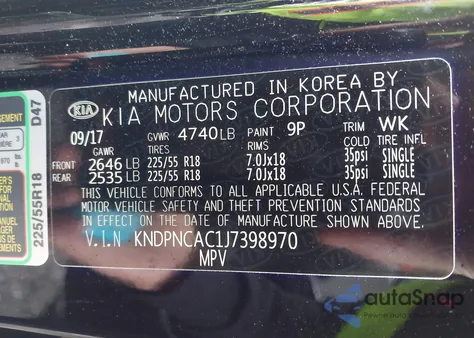 MANUFACTURED IN KOREA BY
KIA KIA MOTORS CORPORATION
09/17 GVWR 4740LB PAINT 9P TRIM WK
GAWR TIRES RIMS COLD TIRE INFL
FRONT 2646 LB 225/55 R18 7.0Jx18 35psi SINGLE
REAR 2535 LB 225/55 R18 7.0Jx18 35psi SINGLE
THIS VEHICLE CONFORMS TO ALL APPLICABLE U.S.A. FEDERAL
MOTOR VEHICLE SAFETY AND THEFT PREVENTION STANDARDS
IN EFFECT ON THE DATE OF MANUFACTURE SHOWN ABOVE.
V.I.N KNDPNCAC1J7398970
MPV
D47
225/55R18
autoSnap